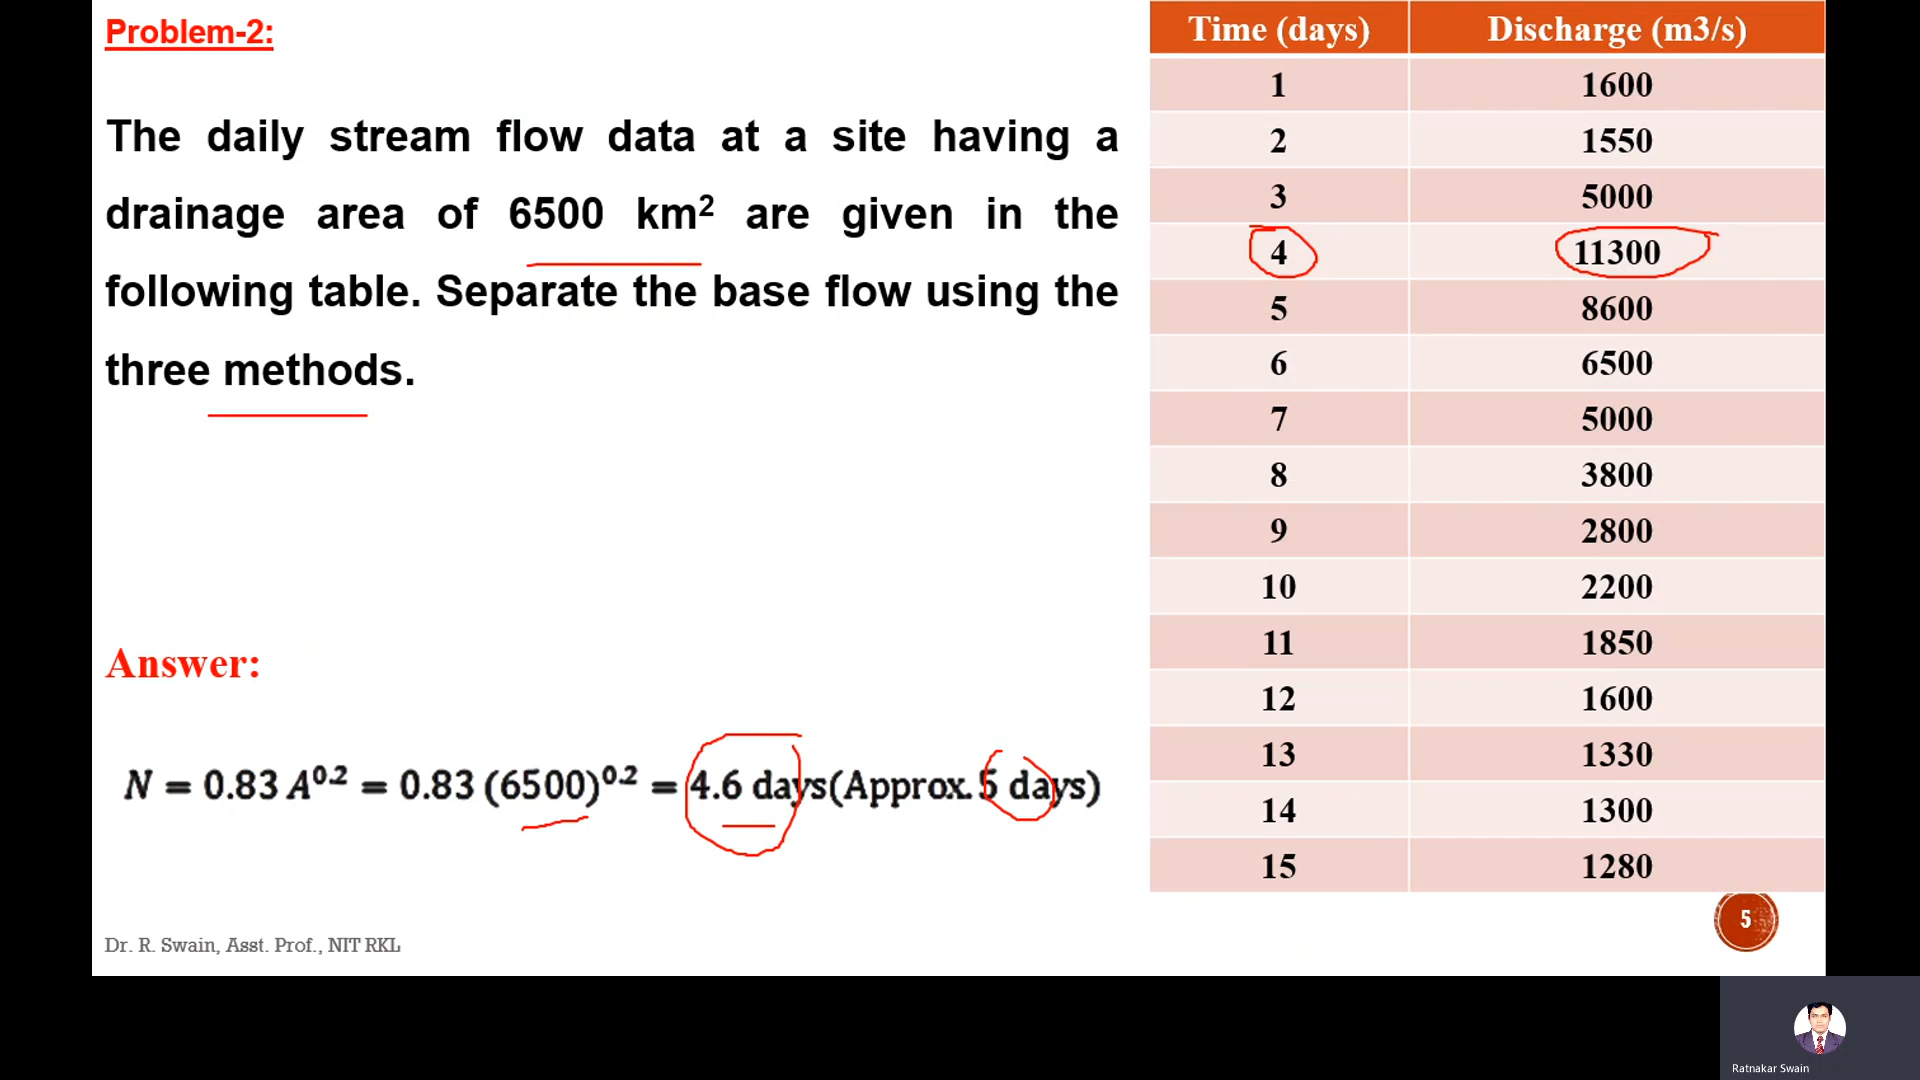 Problem-2:
The daily stream flow data at a site having a
drainage area of 6500 km² are given in the
following table. Separate the base flow using the
three methods.
Answer:
N = 0.83 A^0.2 = 0.83 (6500)^0.2 = 4.6 days(Approx. 5 days)
Dr. R. Swain, Asst. Prof., NIT RKL
Time (days) Discharge (m3/s)
1 1600
2 1550
3 5000
4 11300
5 8600
6 6500
7 5000
8 3800
9 2800
10 2200
11 1850
12 1600
13 1330
14 1300
15 1280
5
Ratnakar Swain